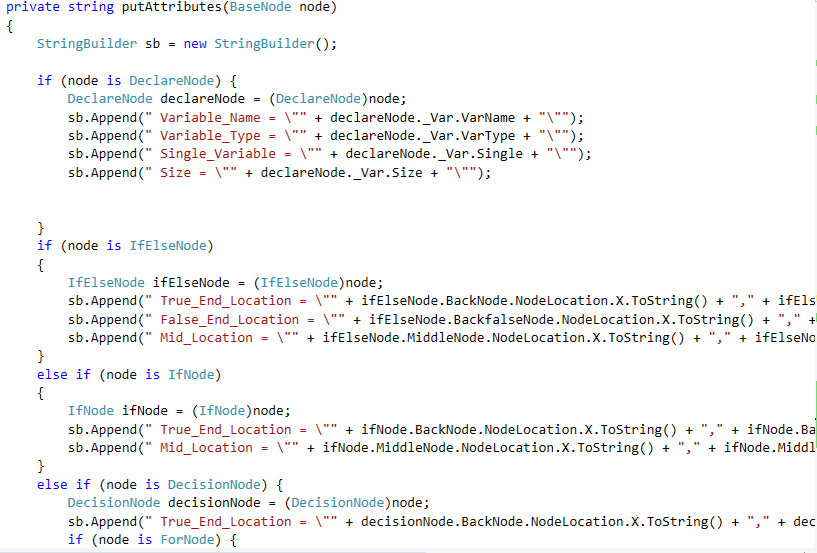 private string putAttributes(BaseNode node)
{
StringBuilder sb = new StringBuilder();
if (node is DeclareNode) {
DeclareNode declareNode = (DeclareNode)node;
sb.Append(" Variable_Name = \"" + declareNode._Var.VarName + "\"");
sb.Append(" Variable_Type = \"" + declareNode._Var.VarType + "\"");
sb.Append(" Single_Variable = \"" + declareNode._Var.Single + "\"");
sb.Append(" Size = \"" + declareNode._Var.Size + "\"");
}
if (node is IfElseNode)
{
IfElseNode ifElseNode = (IfElseNode)node;
sb.Append(" True_End_Location = \"" + ifElseNode.BackNode.NodeLocation.X.ToString() + "," + ifEls
sb.Append(" False_End_Location = \"" + ifElseNode.BackfalseNode.NodeLocation.X.ToString() + "," +
sb.Append(" Mid_Location = \"" + ifElseNode.MiddleNode.NodeLocation.X.ToString() + "," + ifElseNo
}
else if (node is IfNode)
{
IfNode ifNode = (IfNode)node;
sb.Append(" True_End_Location = \"" + ifNode.BackNode.NodeLocation.X.ToString() + "," + ifNode.Ba
sb.Append(" Mid_Location = \"" + ifNode.MiddleNode.NodeLocation.X.ToString() + "," + ifNode.Middl
}
else if (node is DecisionNode) {
DecisionNode decisionNode = (DecisionNode)node;
sb.Append(" True_End_Location = \"" + decisionNode.BackNode.NodeLocation.X.ToString() + "," + dec
if (node is ForNode) {